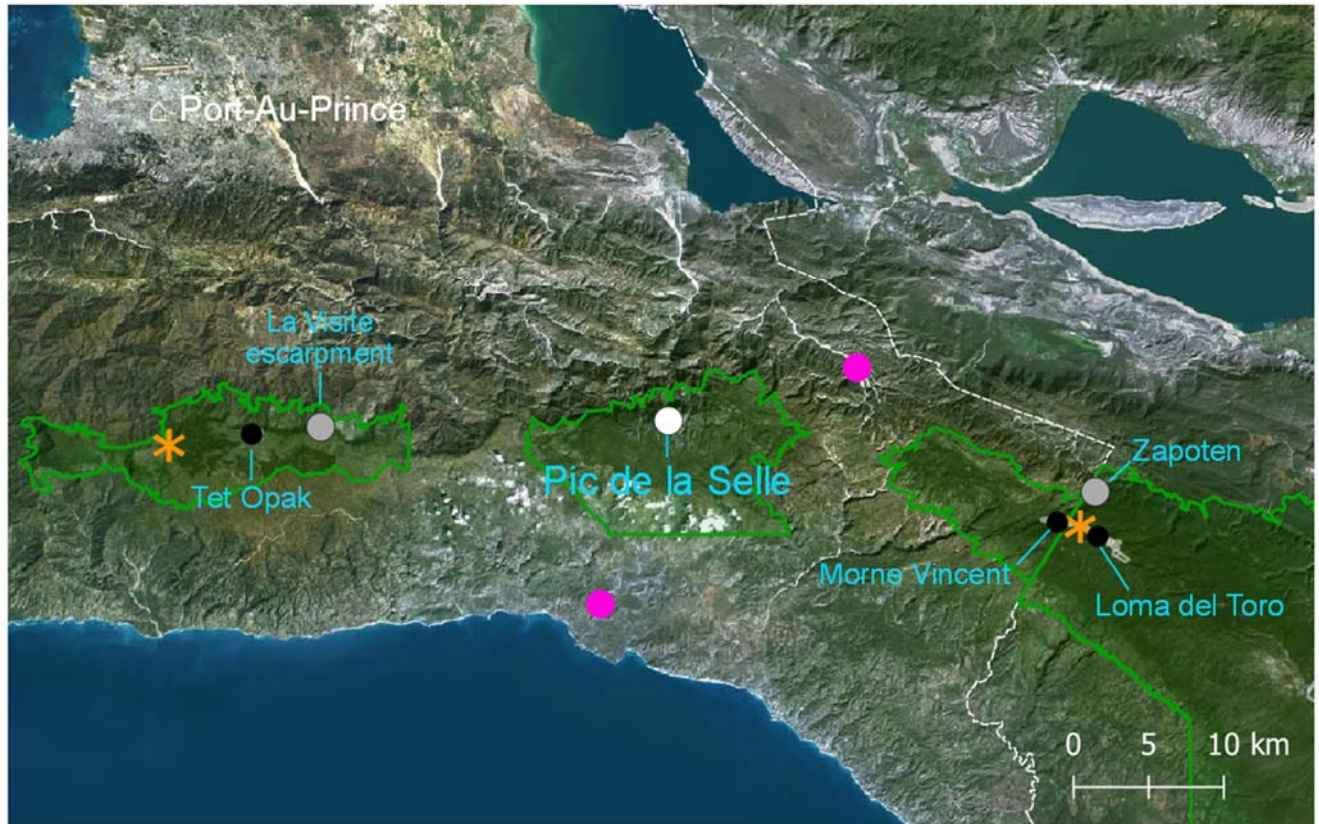 Port-Au-Prince
La Visite
escarpment
Zapoten
Tet Opak
Pic de la Selle
Morne Vincent
Loma del Toro
0 5 10 km